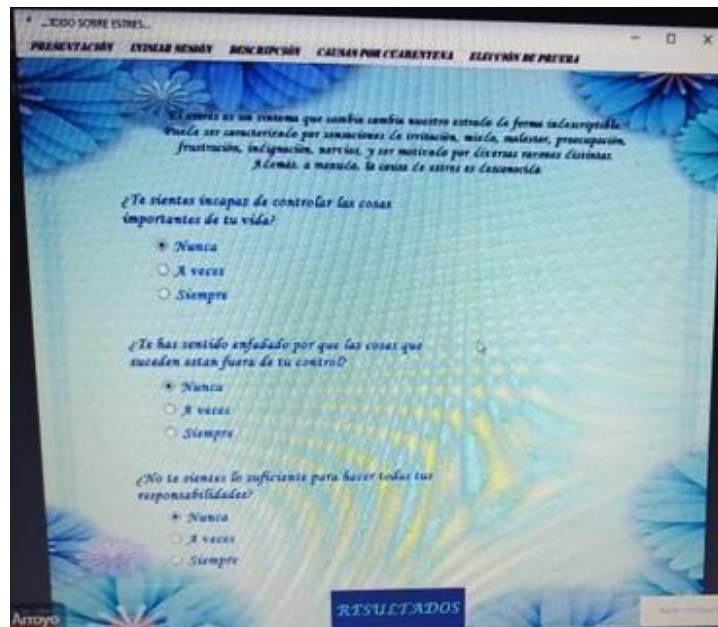 ...TODO SOBRE ESTRES...
PRESENTACIÓN INISIAR SESIÓN DESCRIPCIÓN CAUSAS POR CUARENTENA ELECCIÓN DE PRUEBA
El estrés es un sintema que cambia cambia nuestro estrado de forma indescriptible.
Puede ser caracterizado por sensaciones de irritación, miedo, malestar, preocupación,
frustración, indignación, nervios, y ser motivado por diversas razones distintas.
Además, a menudo, la causa de estres es desconocida
¿Te sientes incapaz de controlar las cosas
importantes de tu vida?
Nunca
A veces
Siempre
¿Te has sentido enfadado por que las cosas que
suceden estan fuera de tu control?
Nunca
A veces
Siempre
¿No te sientes lo suficiente para hacer todas tus
responsabilidades?
Nunca
A veces
Siempre
RESULTADOS
Arroyo